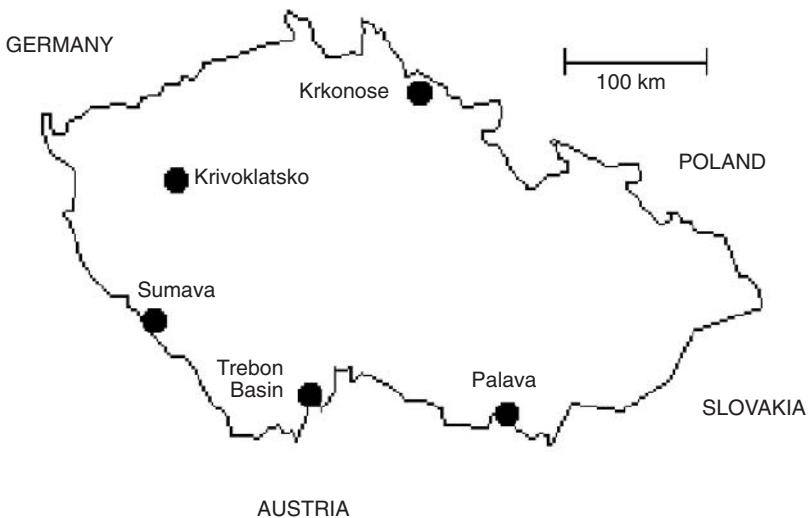 GERMANY
100 km
Krkonose
POLAND
Krivoklatsko
Sumava
Trebon
Basin
Palava
SLOVAKIA
AUSTRIA